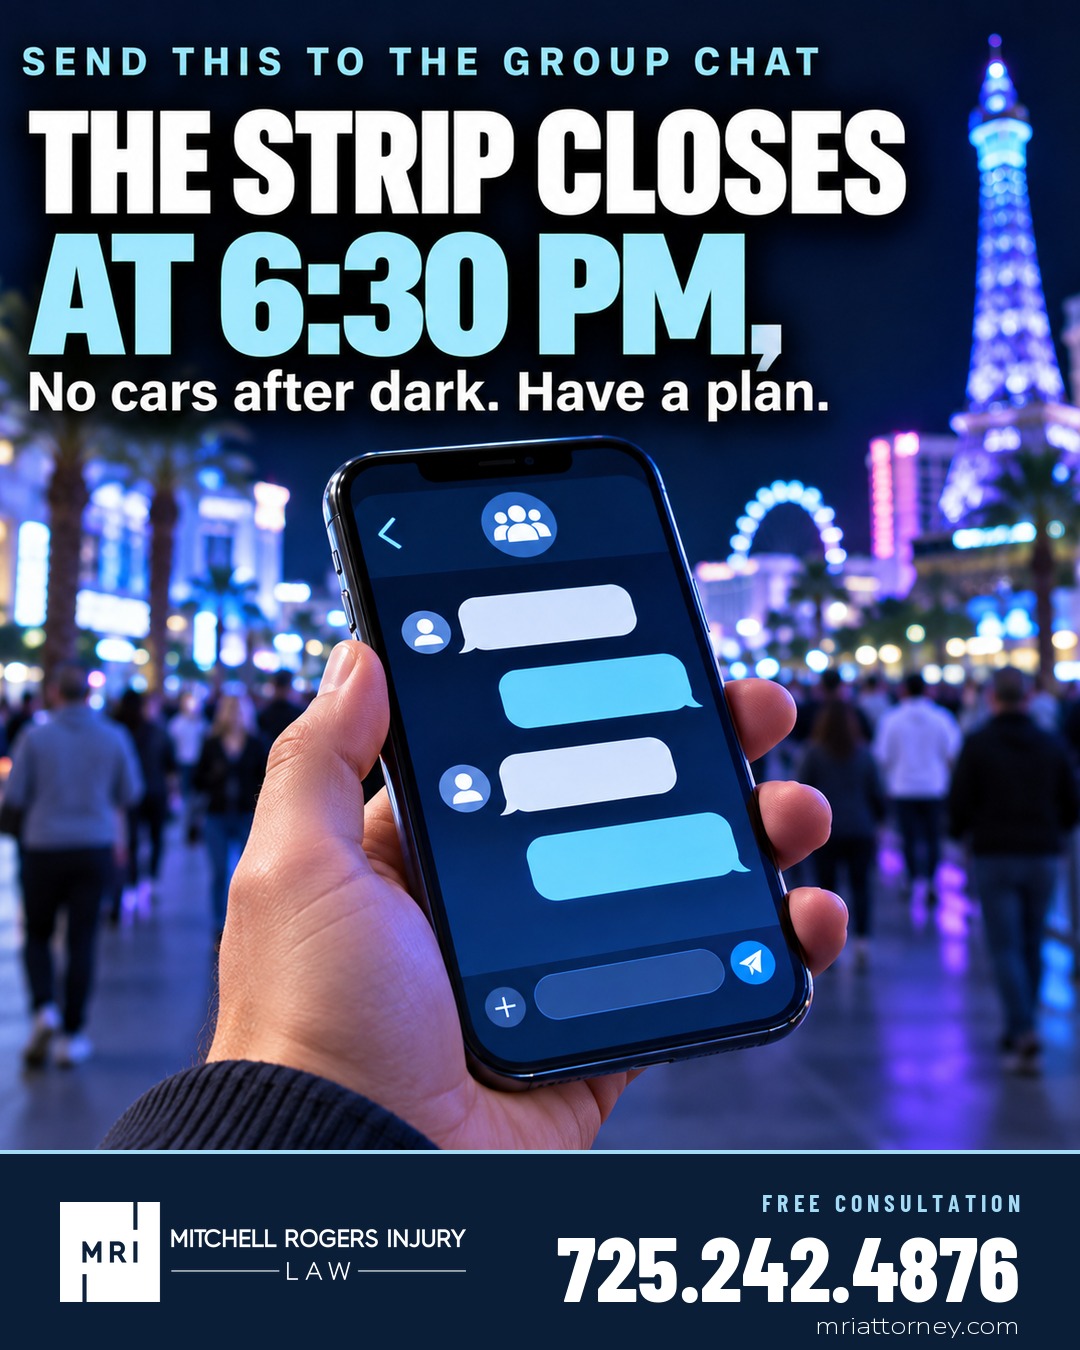 SEND THIS TO THE GROUP CHAT
THE STRIP CLOSES
AT 6:30 PM,
No cars after dark. Have a plan.
MRI
MITCHELL ROGERS INJURY
LAW
FREE CONSULTATION
725.242.4876
mriattorney.com